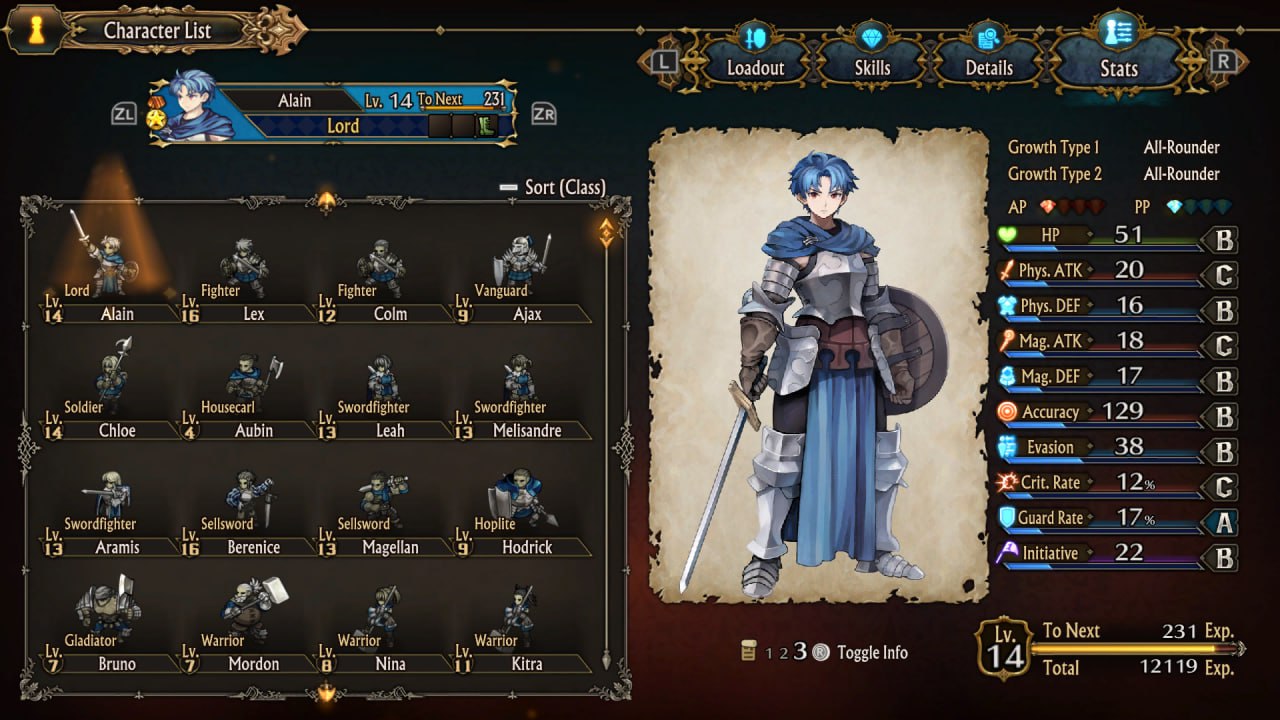 Character List
L
Loadout
Skills
Details
Stats
R
ZL
Alain
Lv. 14 To Next 231
Lord
ZR
Sort (Class)
Lord
Lv. 14 Alain
Fighter
Lv. 16 Lex
Fighter
Lv. 12 Colm
Vanguard
Lv. 9 Ajax
Soldier
Lv. 14 Chloe
Housecarl
Lv. 4 Aubin
Swordfighter
Lv. 13 Leah
Swordfighter
Lv. 13 Melisandre
Swordfighter
Lv. 13 Aramis
Sellsword
Lv. 16 Berenice
Sellsword
Lv. 13 Magellan
Hoplite
Lv. 9 Hodrick
Gladiator
Lv. 7 Bruno
Warrior
Lv. 7 Mordon
Warrior
Lv. 8 Nina
Warrior
Lv. 11 Kitra
Growth Type 1 All-Rounder
Growth Type 2 All-Rounder
AP PP
HP 51 B
Phys. ATK 20 C
Phys. DEF 16 B
Mag. ATK 18 C
Mag. DEF 17 B
Accuracy 129 B
Evasion 38 B
Crit. Rate 12% C
Guard Rate 17% A
Initiative 22 B
1 2 3 R Toggle Info
Lv. 14
To Next 231 Exp.
Total 12119 Exp.